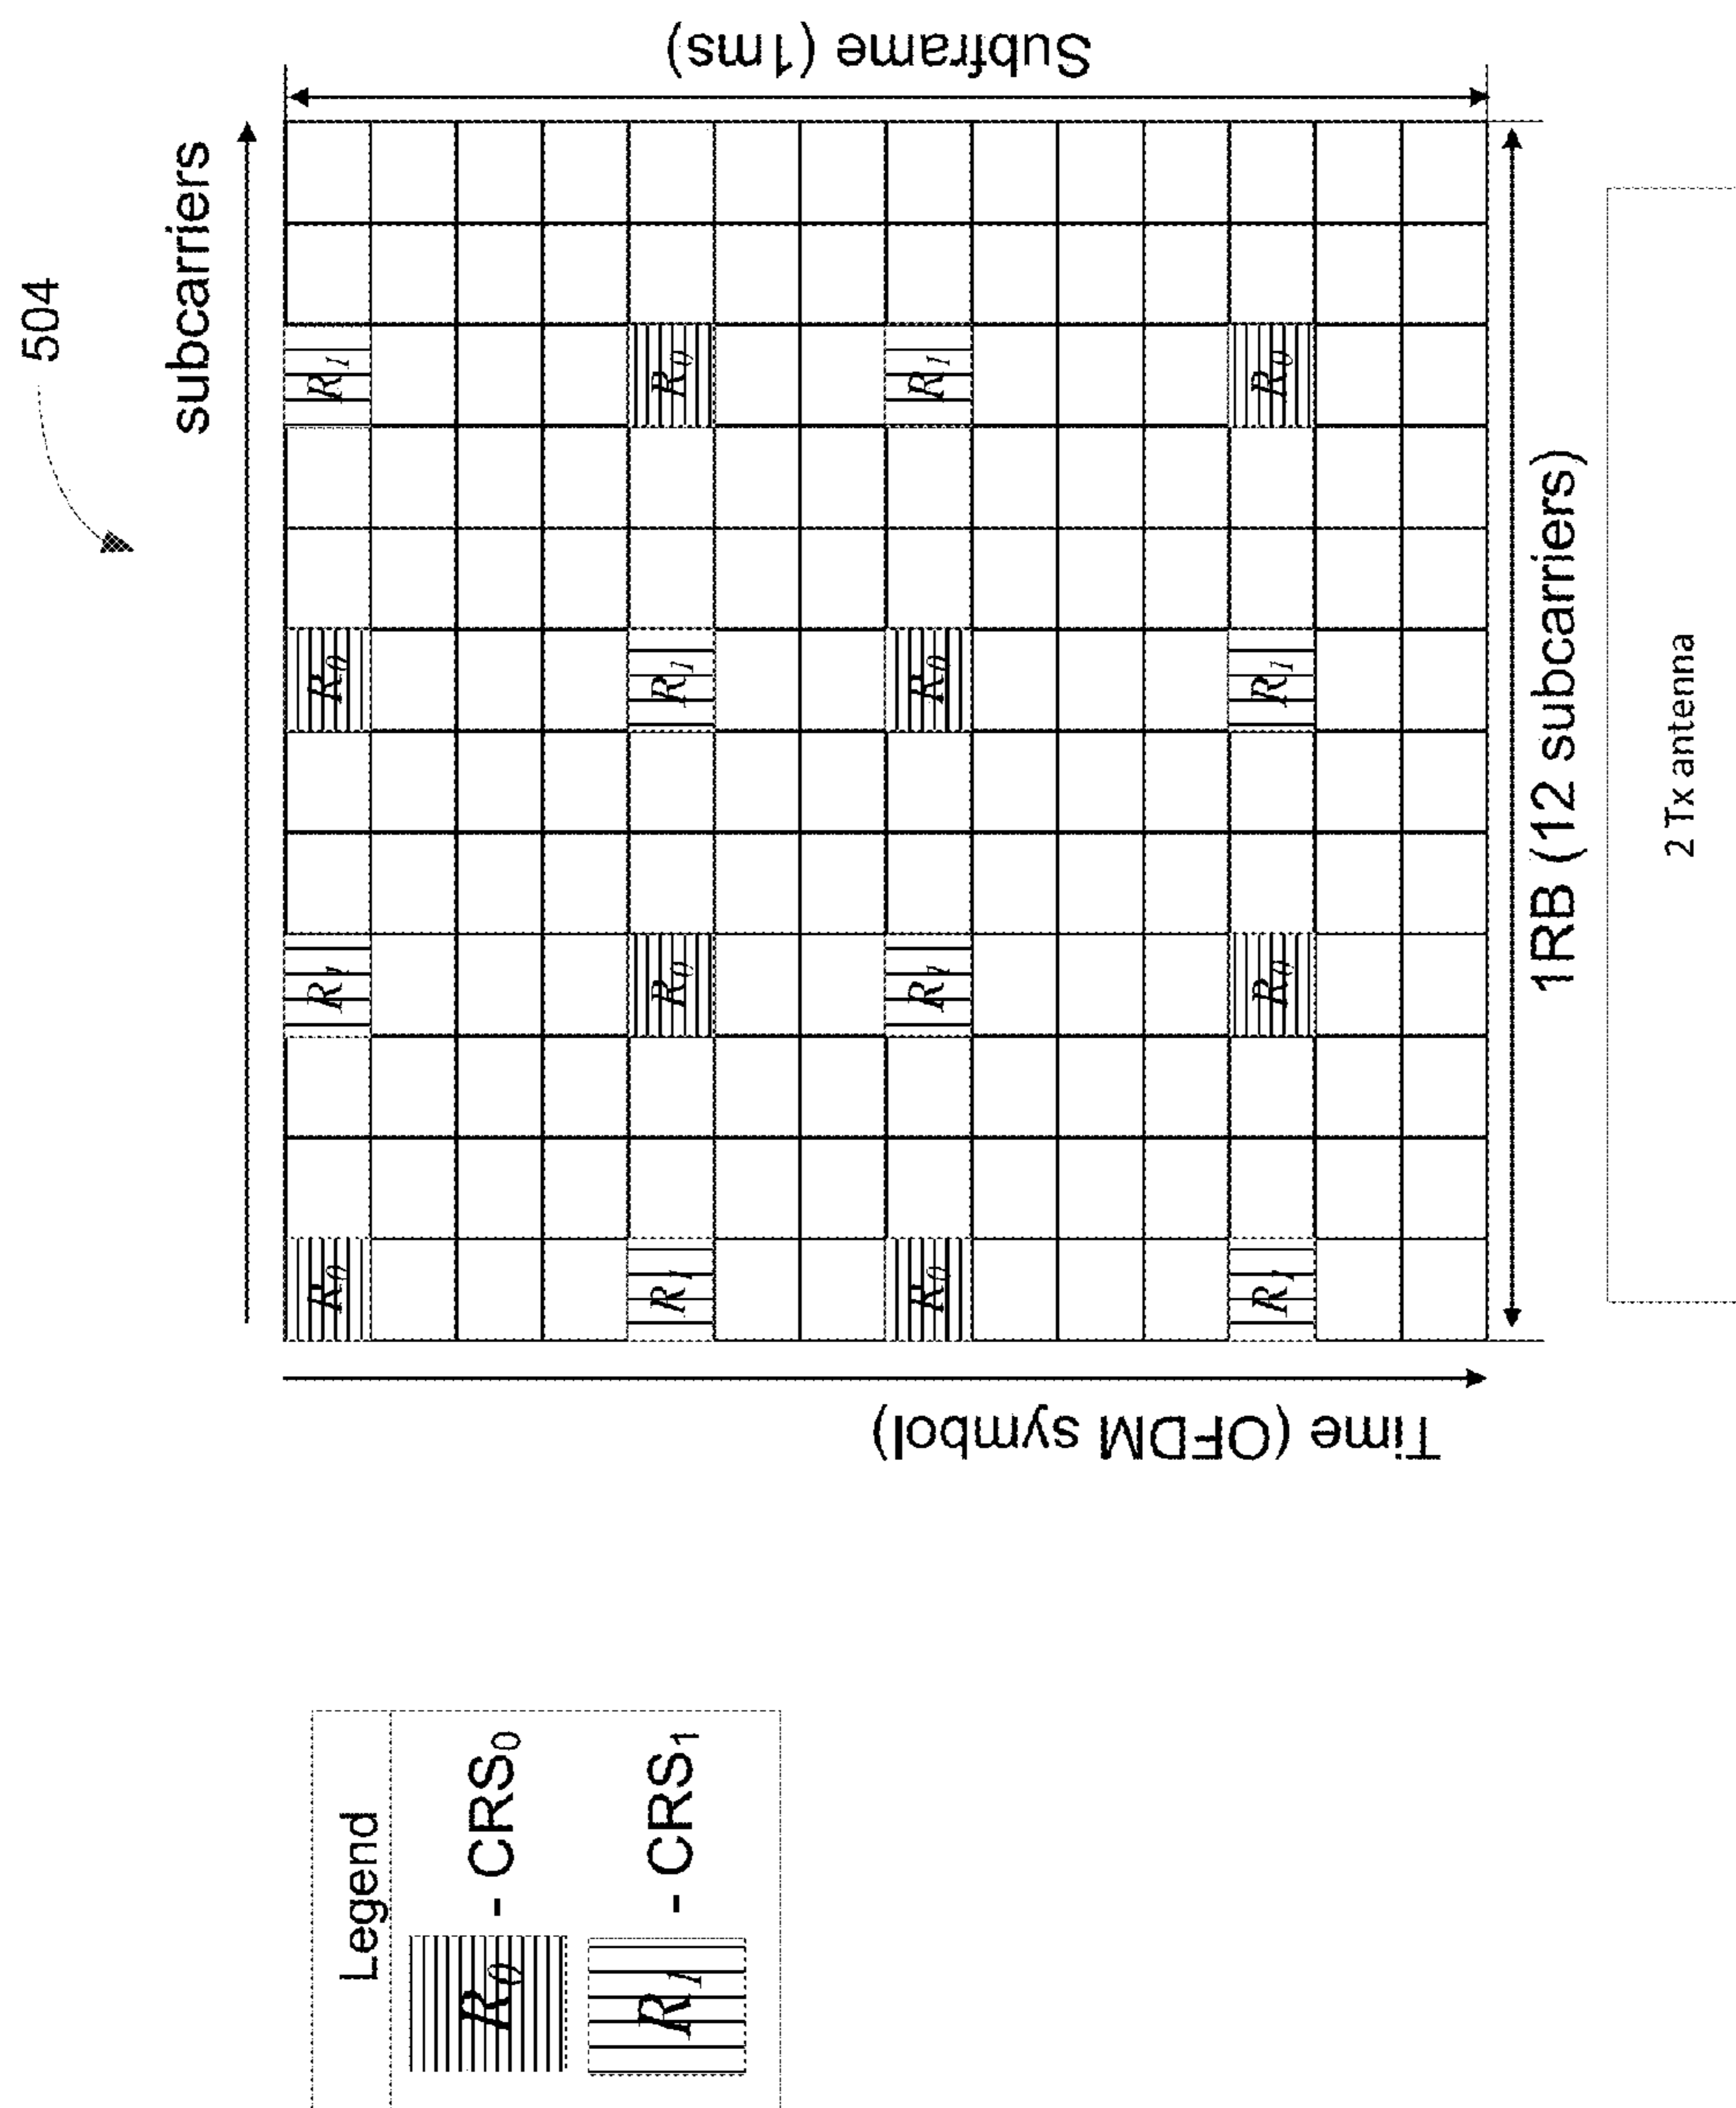 504
subcarriers
Legend
R0 - CRS0
R1 - CRS1
Time (OFDM symbol)
R0 R1 R0 R1
R1 R0 R1 R0
R0 R1 R0 R1
R1 R0 R1 R0
Subframe (1ms)
1RB (12 subcarriers)
2 Tx antenna